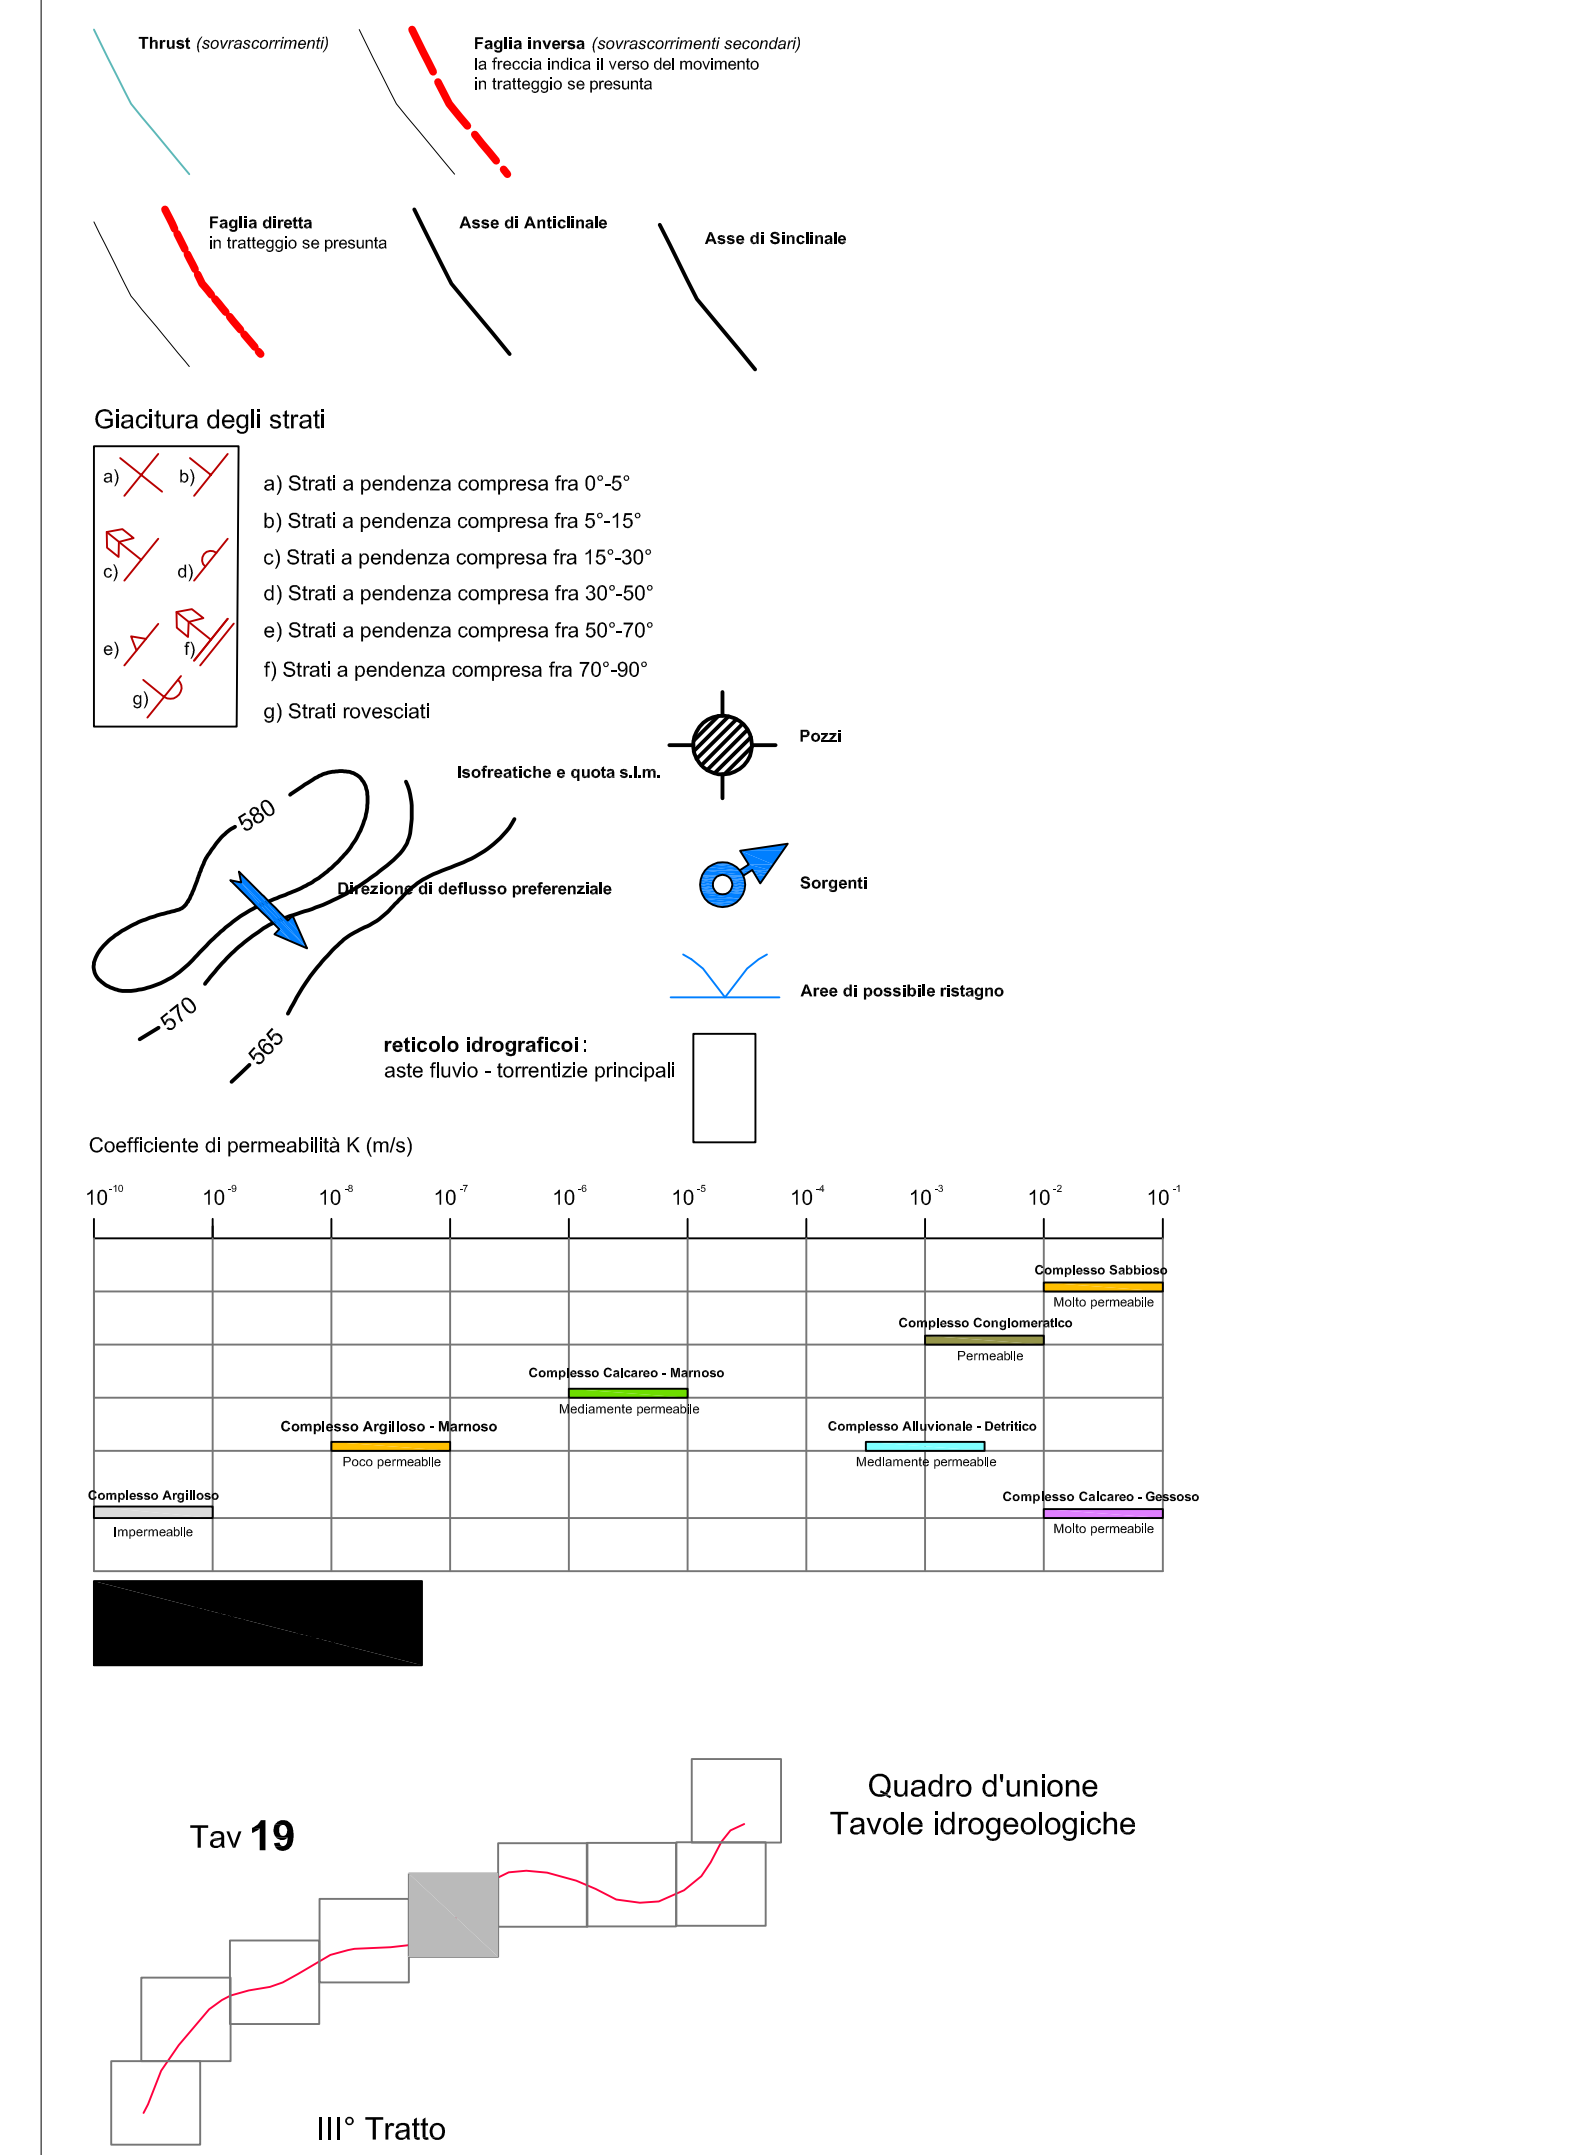 Thrust (sovrascorrimenti)
Faglia inversa (sovrascorrimenti secondari)
la freccia indica il verso del movimento
in tratteggio se presunta
Faglia diretta
in tratteggio se presunta
Asse di Anticlinale
Asse di Sinclinale
Giacitura degli strati
a)
b)
c)
d)
e)
f)
g)
a) Strati a pendenza compresa fra 0°-5°
b) Strati a pendenza compresa fra 5°-15°
c) Strati a pendenza compresa fra 15°-30°
d) Strati a pendenza compresa fra 30°-50°
e) Strati a pendenza compresa fra 50°-70°
f) Strati a pendenza compresa fra 70°-90°
g) Strati rovesciati
Pozzi
Isofreatiche e quota s.l.m.
580
Direzione di deflusso preferenziale
Sorgenti
570
565
Aree di possibile ristagno
reticolo idrograficoi:
aste fluvio - torrentizie principali
Coefficiente di permeabilità K (m/s)
10⁻¹⁰ 10⁻⁹ 10⁻⁸ 10⁻⁷ 10⁻⁶ 10⁻⁵ 10⁻⁴ 10⁻³ 10⁻² 10⁻¹
Complesso Sabbioso
Molto permeabile
Complesso Conglomeratico
Permeabile
Complesso Calcareo - Marnoso
Mediamente permeabile
Complesso Argilloso - Marnoso
Poco permeabile
Complesso Alluvionale - Detritico
Mediamente permeabile
Complesso Argilloso
Impermeabile
Complesso Calcareo - Gessoso
Molto permeabile
Quadro d'unione
Tavole idrogeologiche
Tav 19
III° Tratto